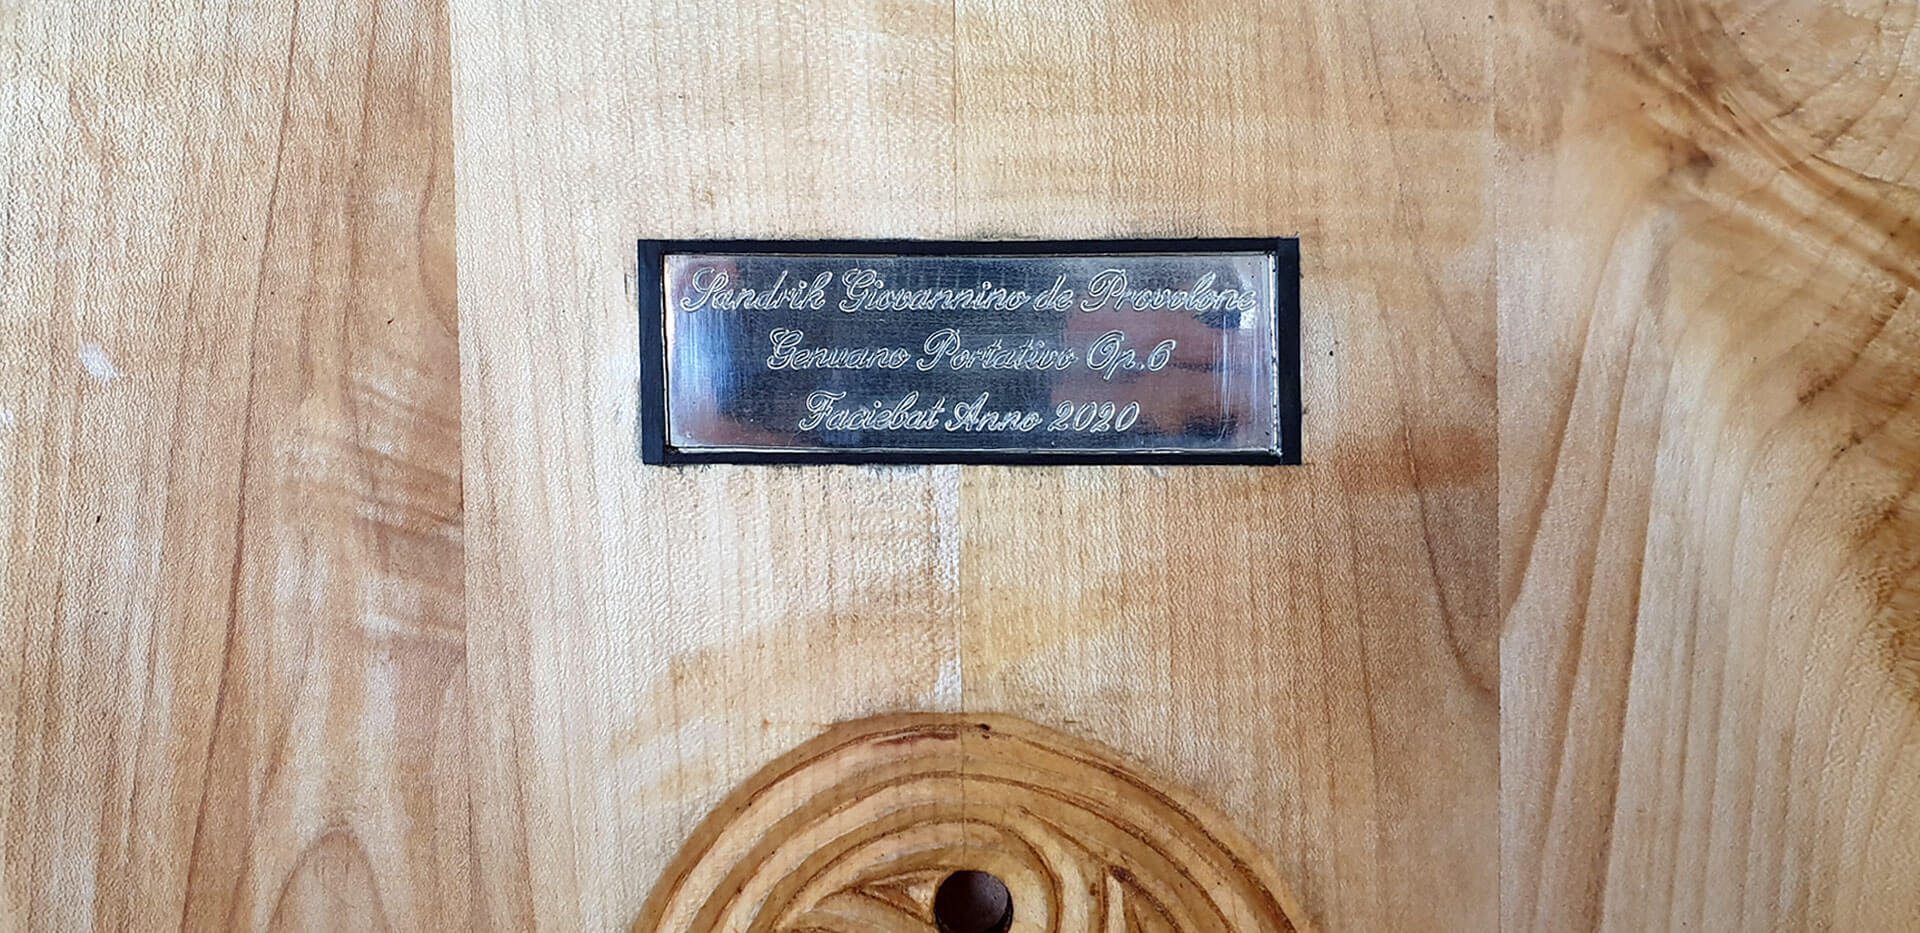 Sandrik Giovannino de Provolone
Genuano Portativo Op.6
Faciebat Anno 2020